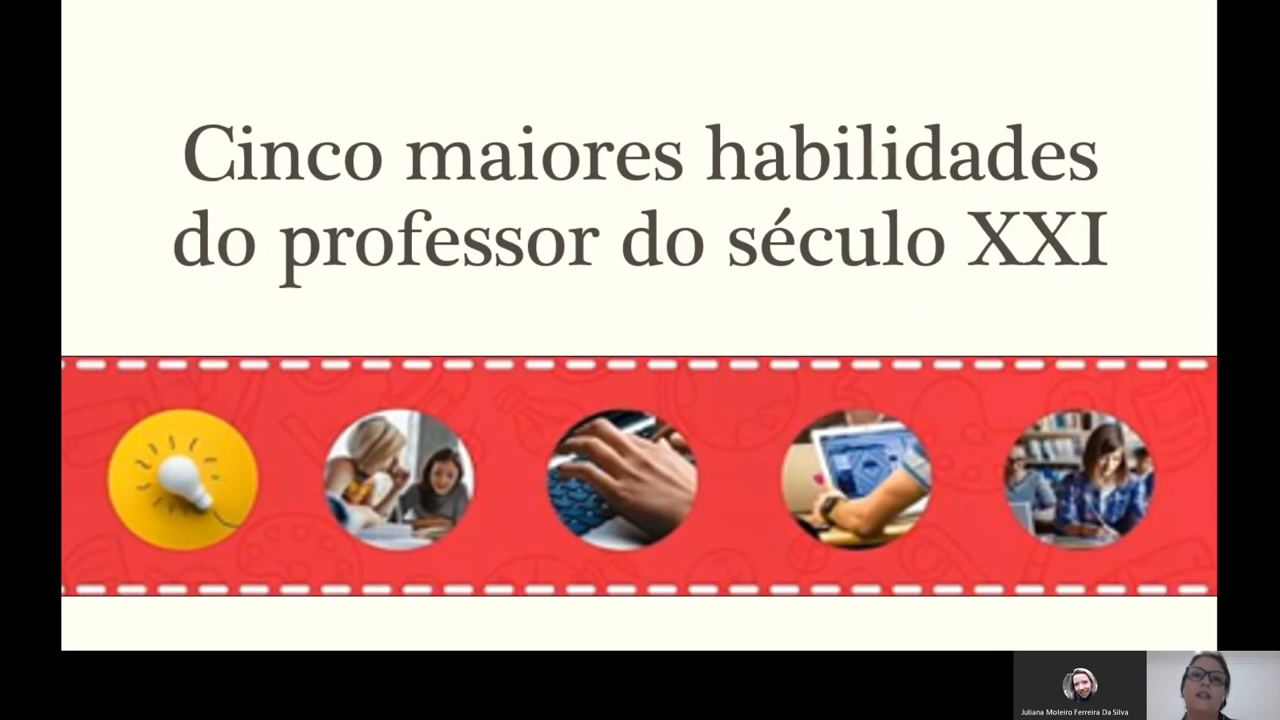 Cinco maiores habilidades
do professor do século XXI
Juliana Moleiro Ferreira Da Silva